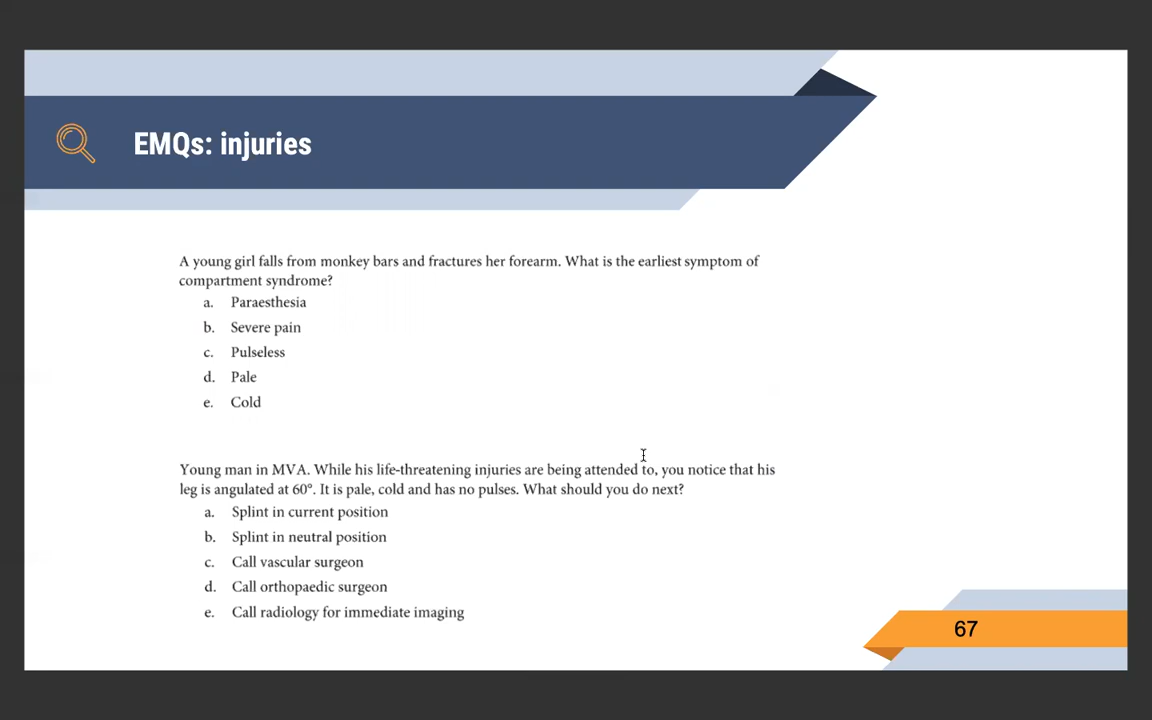 EMQs: injuries
A young girl falls from monkey bars and fractures her forearm. What is the earliest symptom of
compartment syndrome?
a. Paraesthesia
b. Severe pain
c. Pulseless
d. Pale
e. Cold
Young man in MVA. While his life-threatening injuries are being attended to, you notice that his
leg is angulated at 60°. It is pale, cold and has no pulses. What should you do next?
a. Splint in current position
b. Splint in neutral position
c. Call vascular surgeon
d. Call orthopaedic surgeon
e. Call radiology for immediate imaging
67